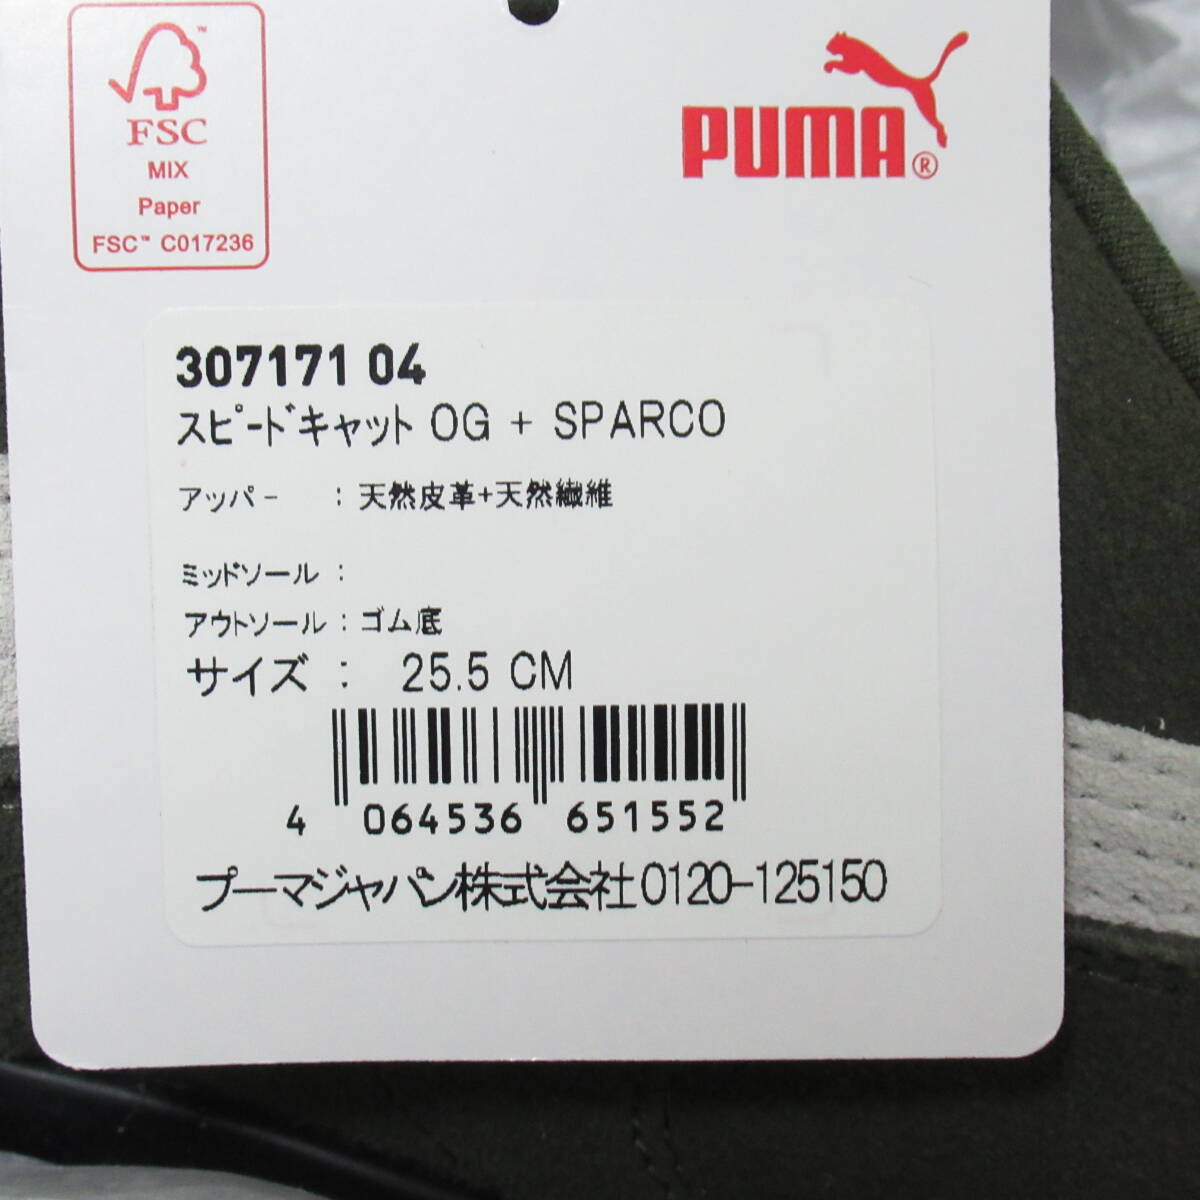 FSC™
MIX
Paper
FSC™ C017236
PUMA®
307171 04
スピードキャット OG + SPARCO
アッパー : 天然皮革+天然繊維
ミッドソール :
アウトソール : ゴム底
サイズ : 25.5 CM
4 064536 651552
プーマジャパン株式会社0120-125150